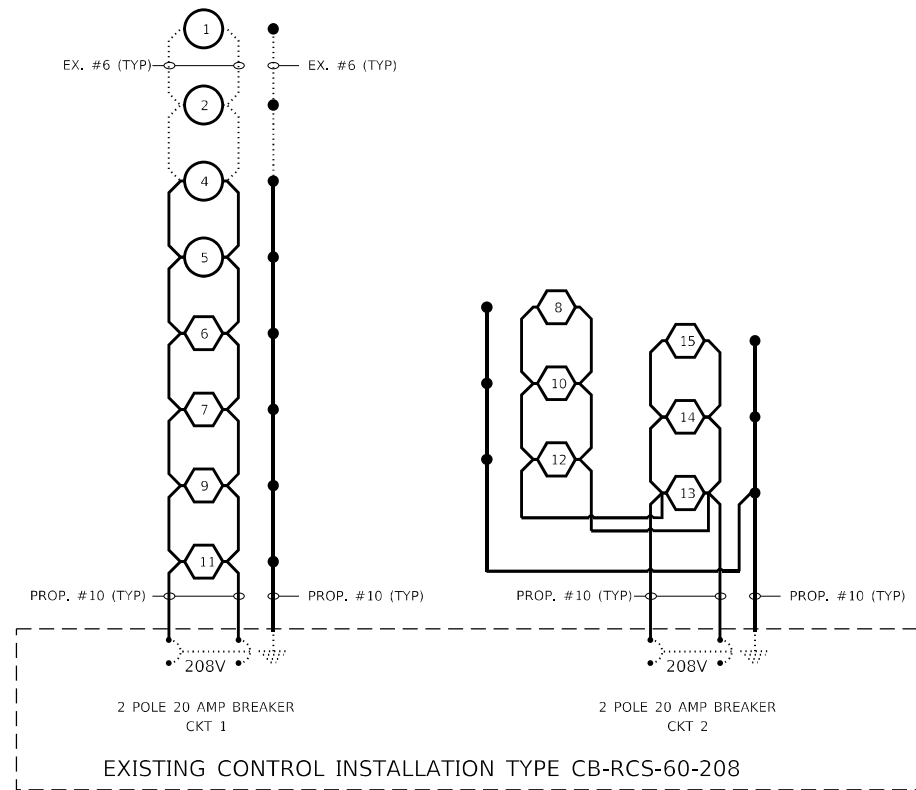 1
EX. #6 (TYP)
EX. #6 (TYP)
2
4
5
6
7
9
11
8
10
12
15
14
13
PROP. #10 (TYP)
PROP. #10 (TYP)
PROP. #10 (TYP)
PROP. #10 (TYP)
208V
208V
2 POLE 20 AMP BREAKER
CKT 1
2 POLE 20 AMP BREAKER
CKT 2
EXISTING CONTROL INSTALLATION TYPE CB-RCS-60-208